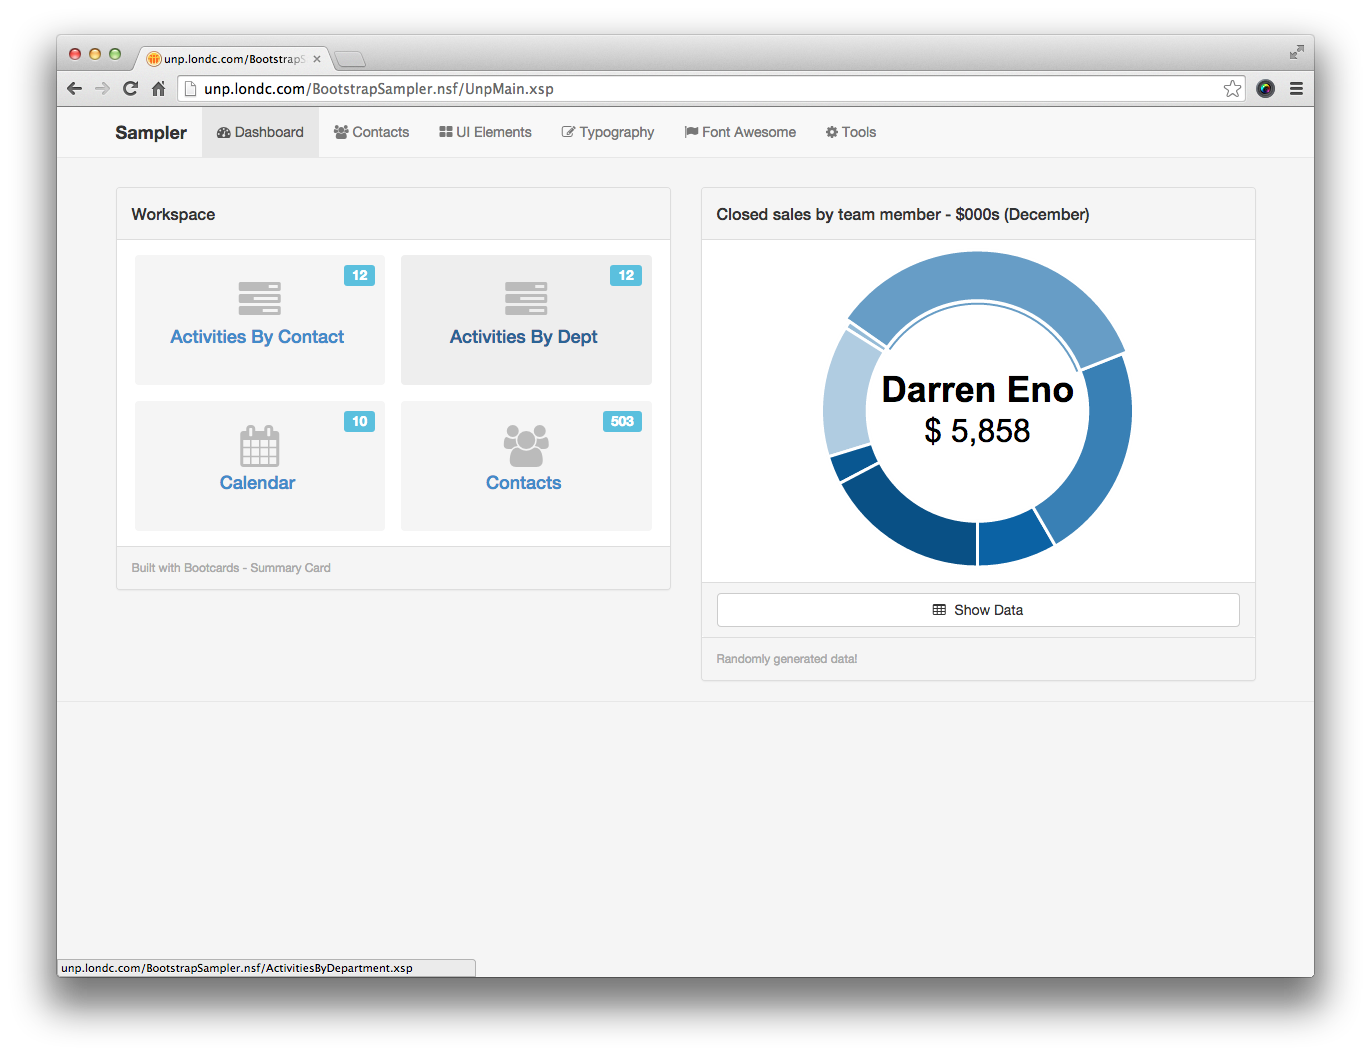 unp.londc.com/BootstrapS
unp.londc.com/BootstrapSampler.nsf/UnpMain.xsp
Sampler Dashboard Contacts UI Elements Typography Font Awesome Tools
Workspace
12
Activities By Contact
12
Activities By Dept
10
Calendar
503
Contacts
Built with Bootcards - Summary Card
Closed sales by team member - $000s (December)
Darren Eno
$ 5,858
Show Data
Randomly generated data!
unp.londc.com/BootstrapSampler.nsf/ActivitiesByDepartment.xsp